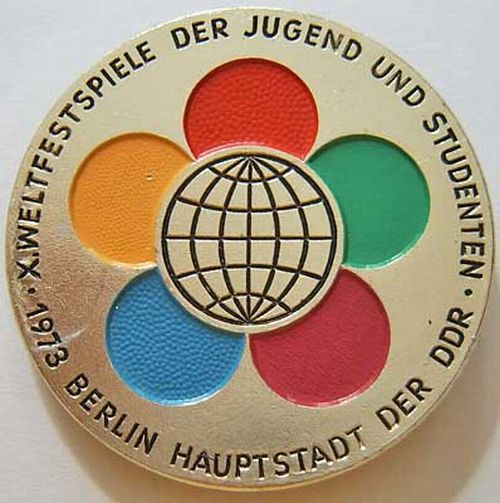 X.WELTFESTSPIELE DER JUGEND UND STUDENTEN •
1973 BERLIN HAUPTSTADT DER DDR •